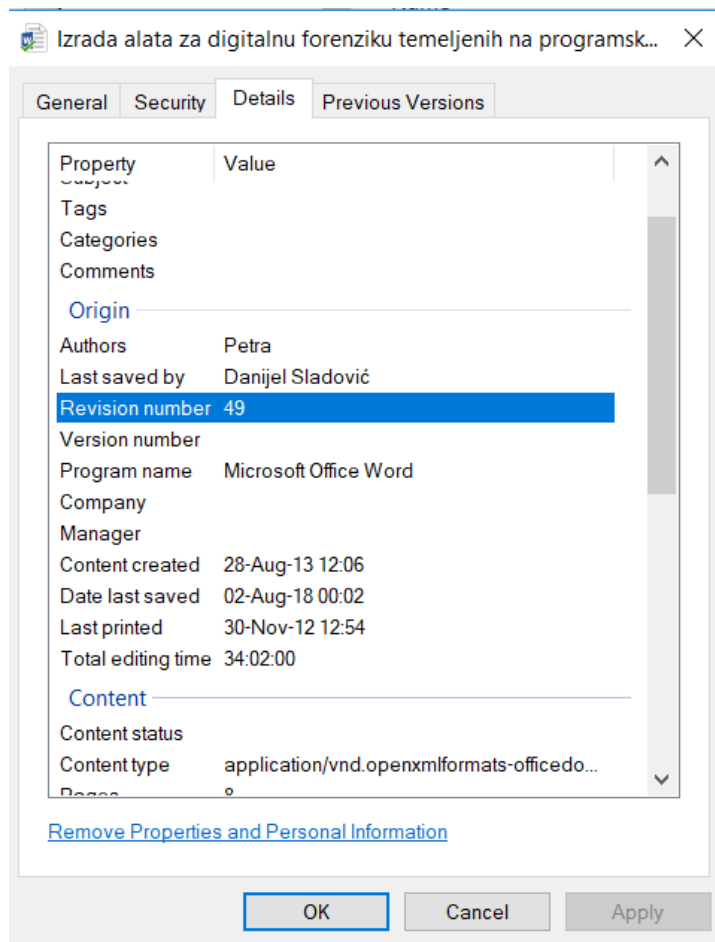 Izrada alata za digitalnu forenziku temeljenih na programsk...
General Security Details Previous Versions
Property Value
Subject
Tags
Categories
Comments
Origin
Authors Petra
Last saved by Danijel Sladović
Revision number 49
Version number
Program name Microsoft Office Word
Company
Manager
Content created 28-Aug-13 12:06
Date last saved 02-Aug-18 00:02
Last printed 30-Nov-12 12:54
Total editing time 34:02:00
Content
Content status
Content type application/vnd.openxmlformats-officedo...
Pages 8
Remove Properties and Personal Information
OK Cancel Apply